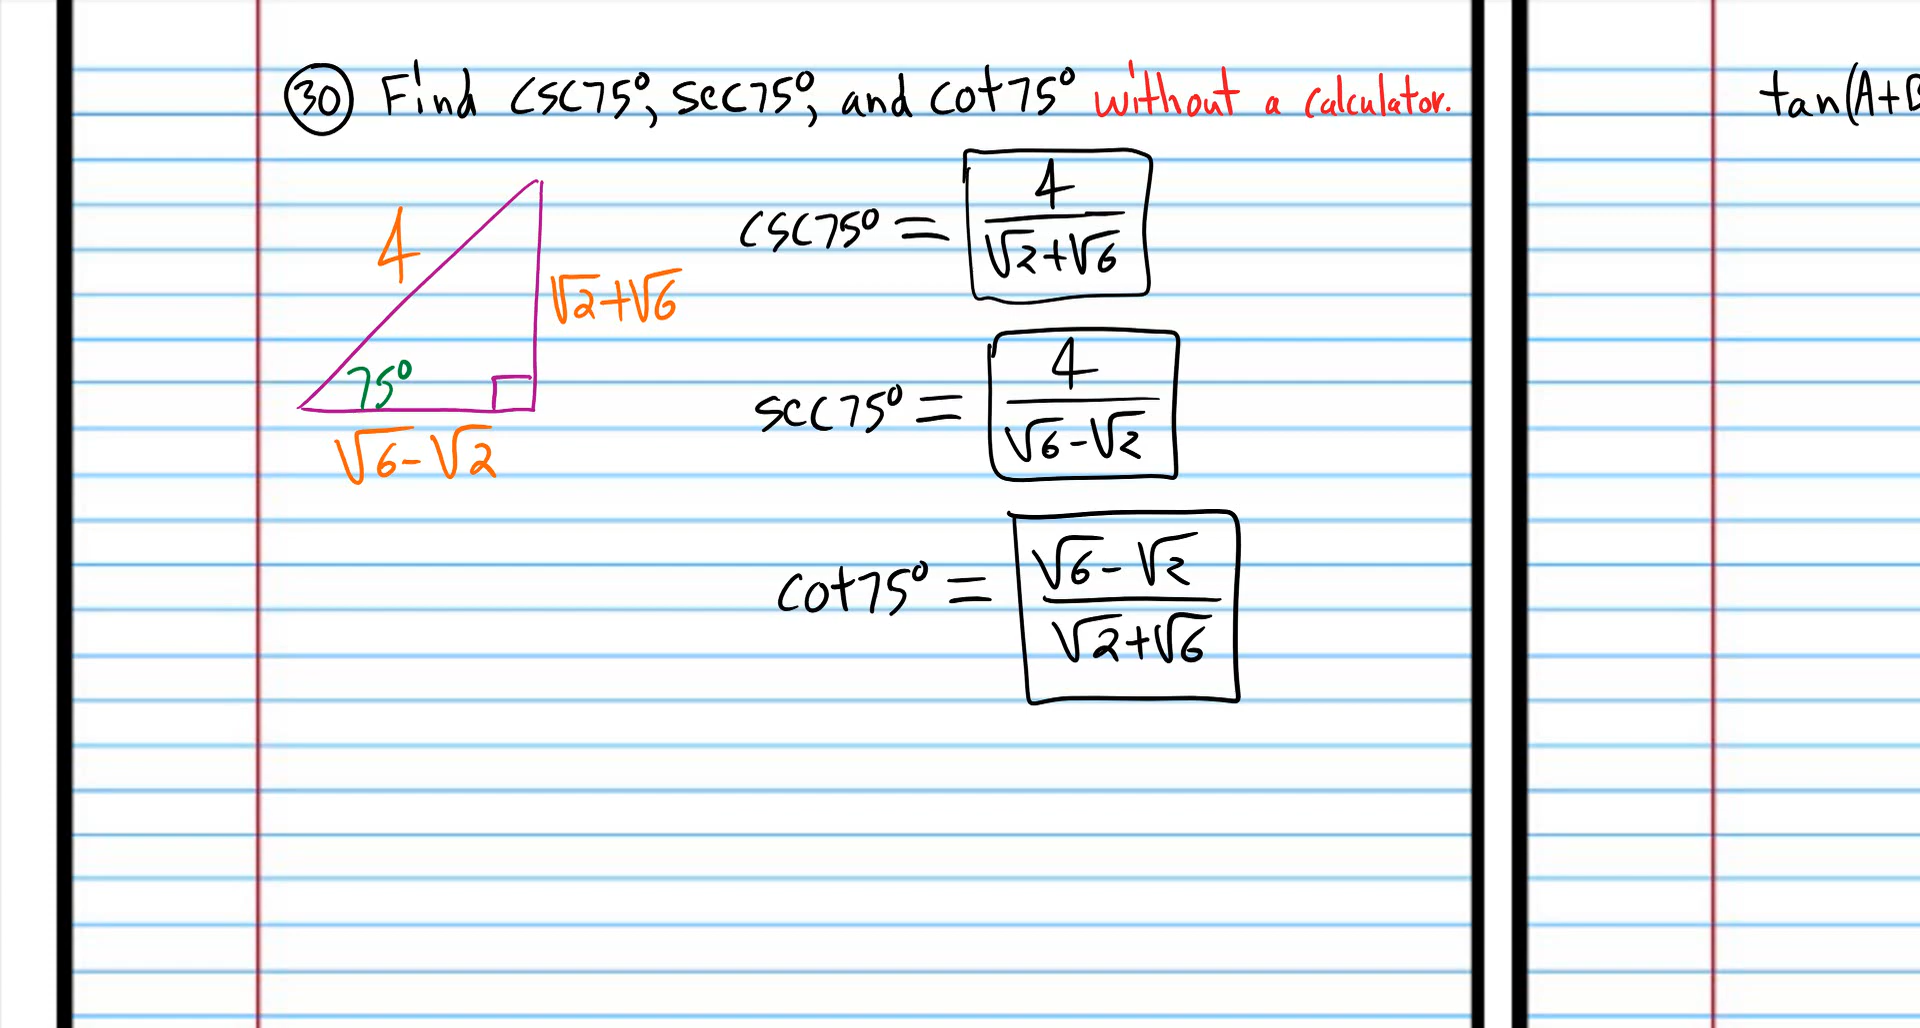 30 Find csc75°, sec75°, and cot75° without a calculator.
4
√2+√6
75°
√6-√2
csc75° = 4/(√2+√6)
sec75° = 4/(√6-√2)
cot75° = (√6-√2)/(√2+√6)
tan(A+B